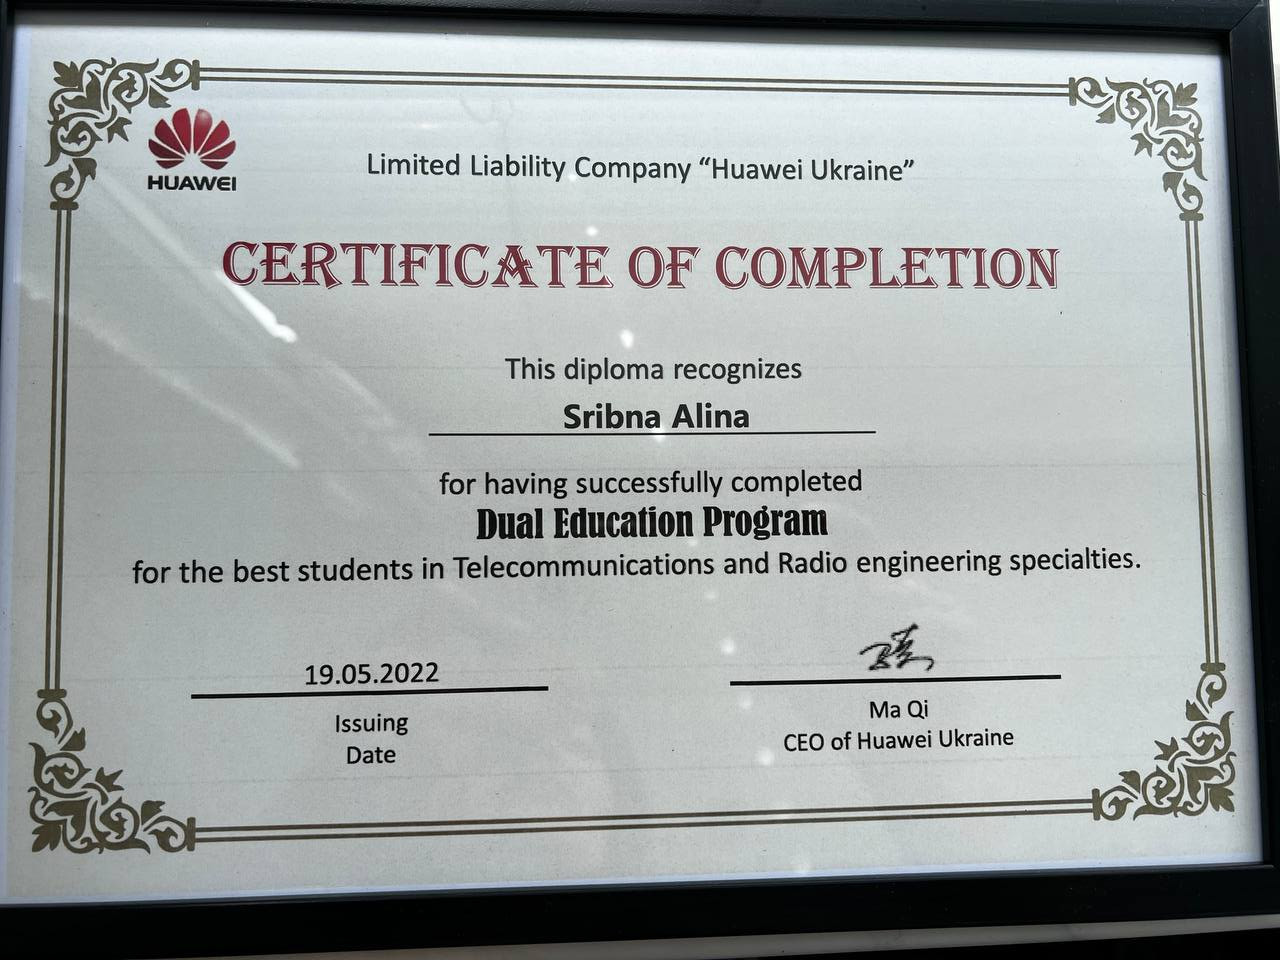 HUAWEI
Limited Liability Company “Huawei Ukraine”
CERTIFICATE OF COMPLETION
This diploma recognizes
Sribna Alina
for having successfully completed
Dual Education Program
for the best students in Telecommunications and Radio engineering specialties.
19.05.2022
Issuing
Date
Ma Qi
CEO of Huawei Ukraine